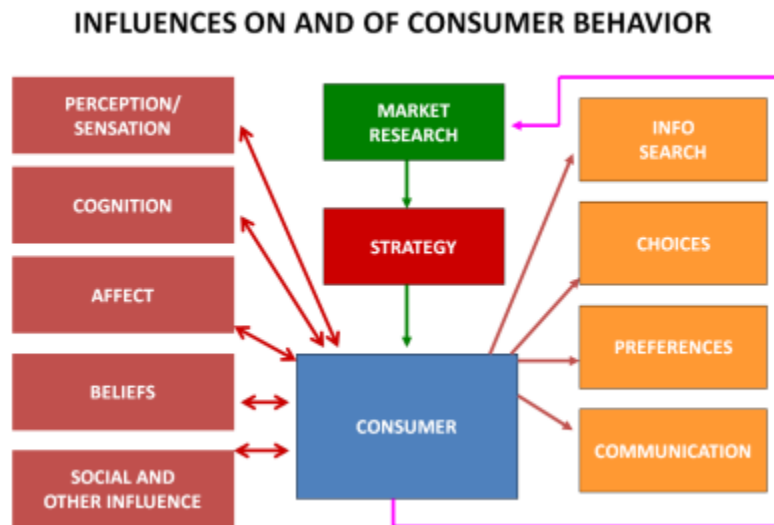 INFLUENCES ON AND OF CONSUMER BEHAVIOR
PERCEPTION/
SENSATION
COGNITION
AFFECT
BELIEFS
SOCIAL AND
OTHER INFLUENCE
MARKET
RESEARCH
STRATEGY
CONSUMER
INFO
SEARCH
CHOICES
PREFERENCES
COMMUNICATION